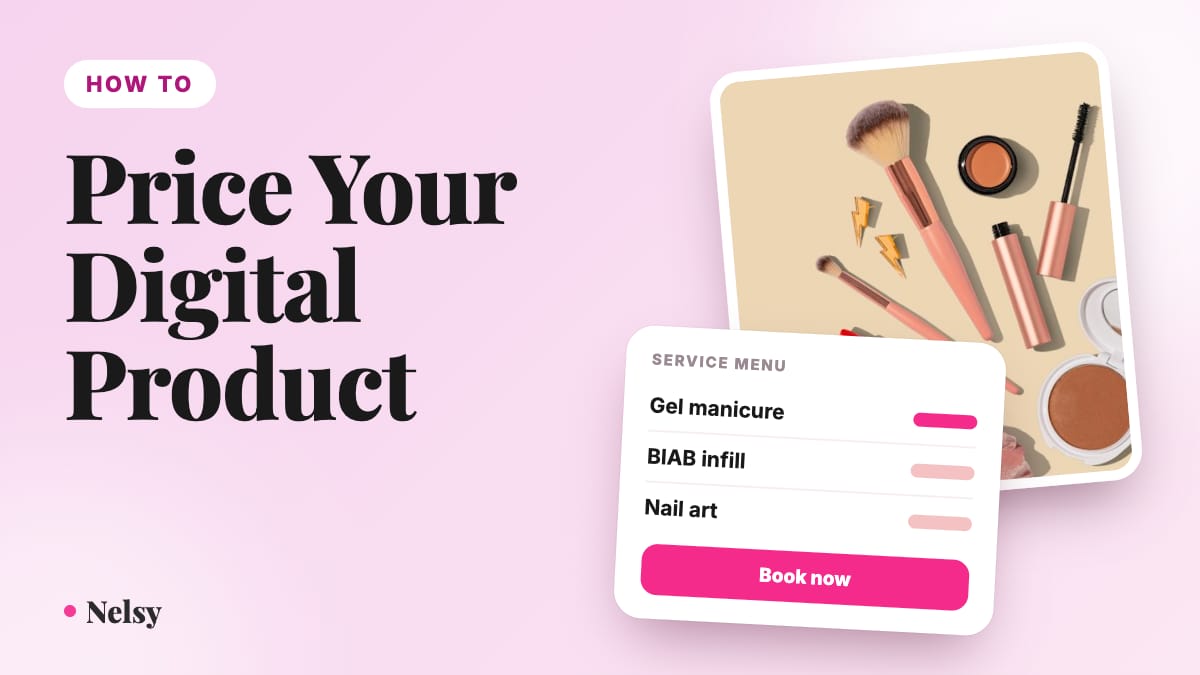 HOW TO
Price Your
Digital
Product
SERVICE MENU
Gel manicure
BIAB infill
Nail art
Book now
Nelsy